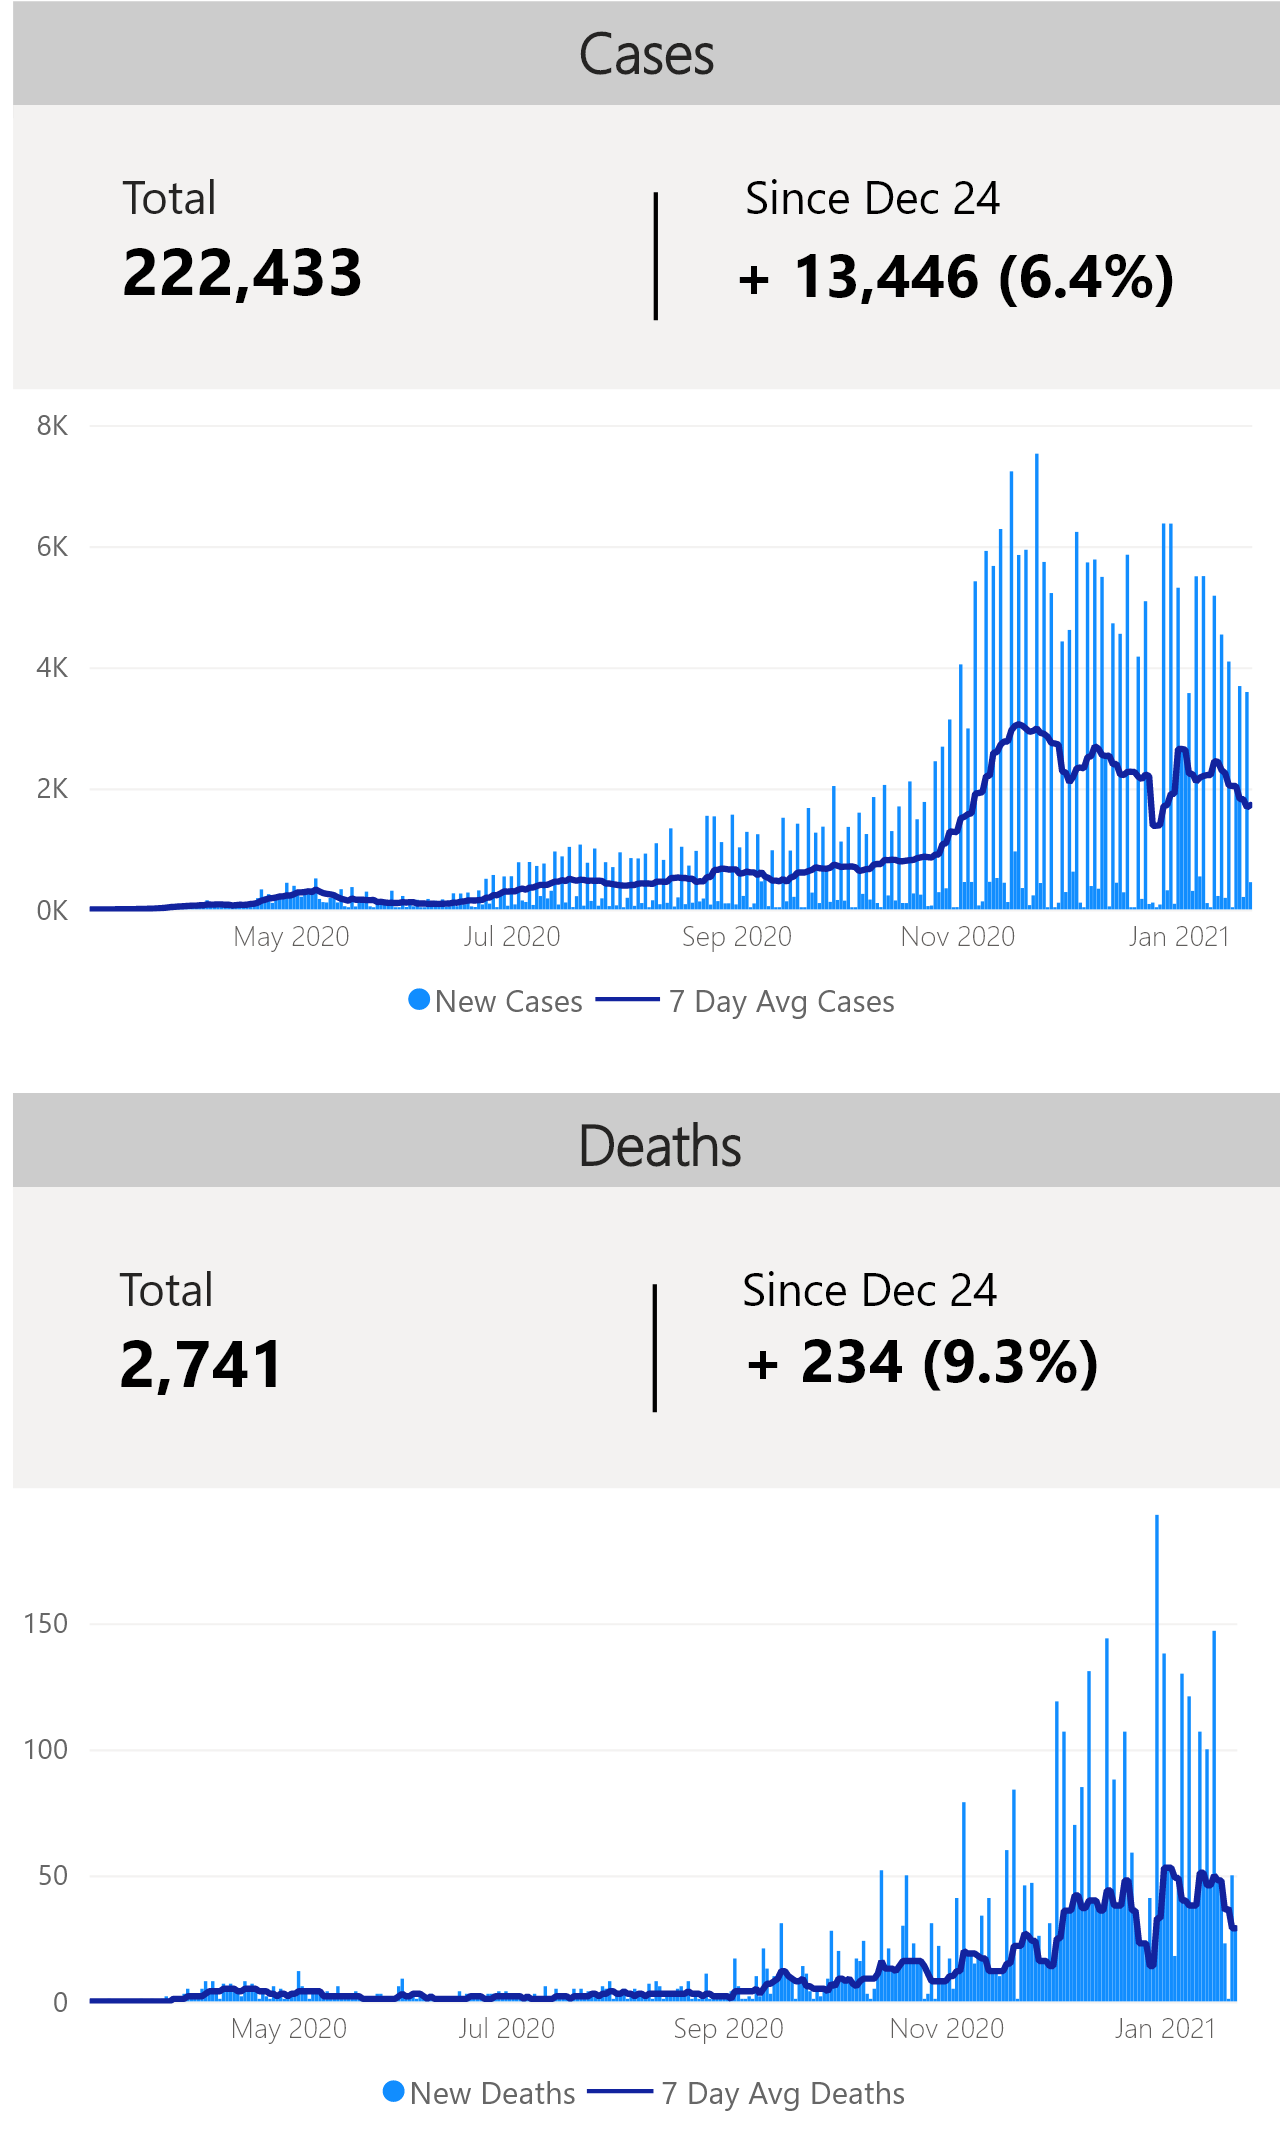 Cases
Total
Since Dec 24
222,433
+ 13,446 (6.4%)
8K
6K
4K
2K
0K
May 2020 Jul 2020 Sep 2020 Nov 2020 Jan 2021
New Cases 7 Day Avg Cases
Deaths
Total
Since Dec 24
2,741
+ 234 (9.3%)
150
100
50
0
May 2020 Jul 2020 Sep 2020 Nov 2020 Jan 2021
New Deaths 7 Day Avg Deaths